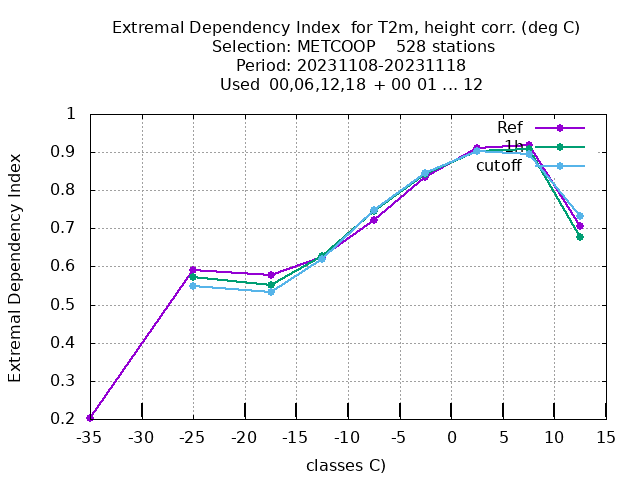 Extremal Dependency Index  for T2m, height corr. (deg C)
Selection: METCOOP    528 stations
Period: 20231108-20231118
Used  00,06,12,18 + 00 01 ... 12
Extremal Dependency Index
1
0.9
0.8
0.7
0.6
0.5
0.4
0.3
0.2
Ref
1h
cutoff
-35 -30 -25 -20 -15 -10 -5 0 5 10 15
classes C)